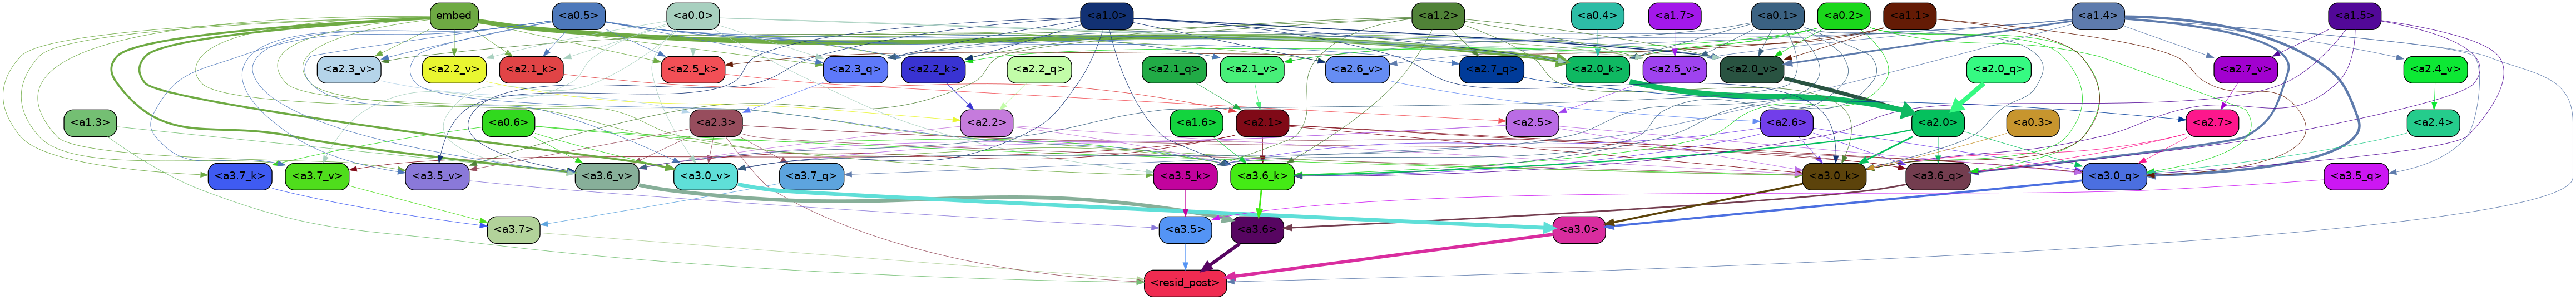 embed <a0.5> <a0.0> <a1.0> <a1.2> <a0.4> <a1.7> <a0.1> <a0.2> <a1.1> <a1.4> <a1.5>
<a2.3_v> <a2.2_v> <a2.1_k> <a2.5_k> <a2.3_q> <a2.2_k> <a2.2_q> <a2.1_q> <a2.1_v> <a2.6_v> <a2.7_q> <a2.0_k> <a2.5_v> <a2.0_v> <a2.0_q> <a2.7_v> <a2.4_v>
<a1.3> <a0.6> <a2.3> <a2.2> <a1.6> <a2.1> <a2.5> <a2.6> <a2.0> <a0.3> <a2.7> <a2.4>
<a3.7_k> <a3.7_v> <a3.5_v> <a3.6_v> <a3.0_v> <a3.7_q> <a3.5_k> <a3.6_k> <a3.0_k> <a3.6_q> <a3.0_q> <a3.5_q>
<a3.7> <a3.5> <a3.6> <a3.0>
<resid_post>